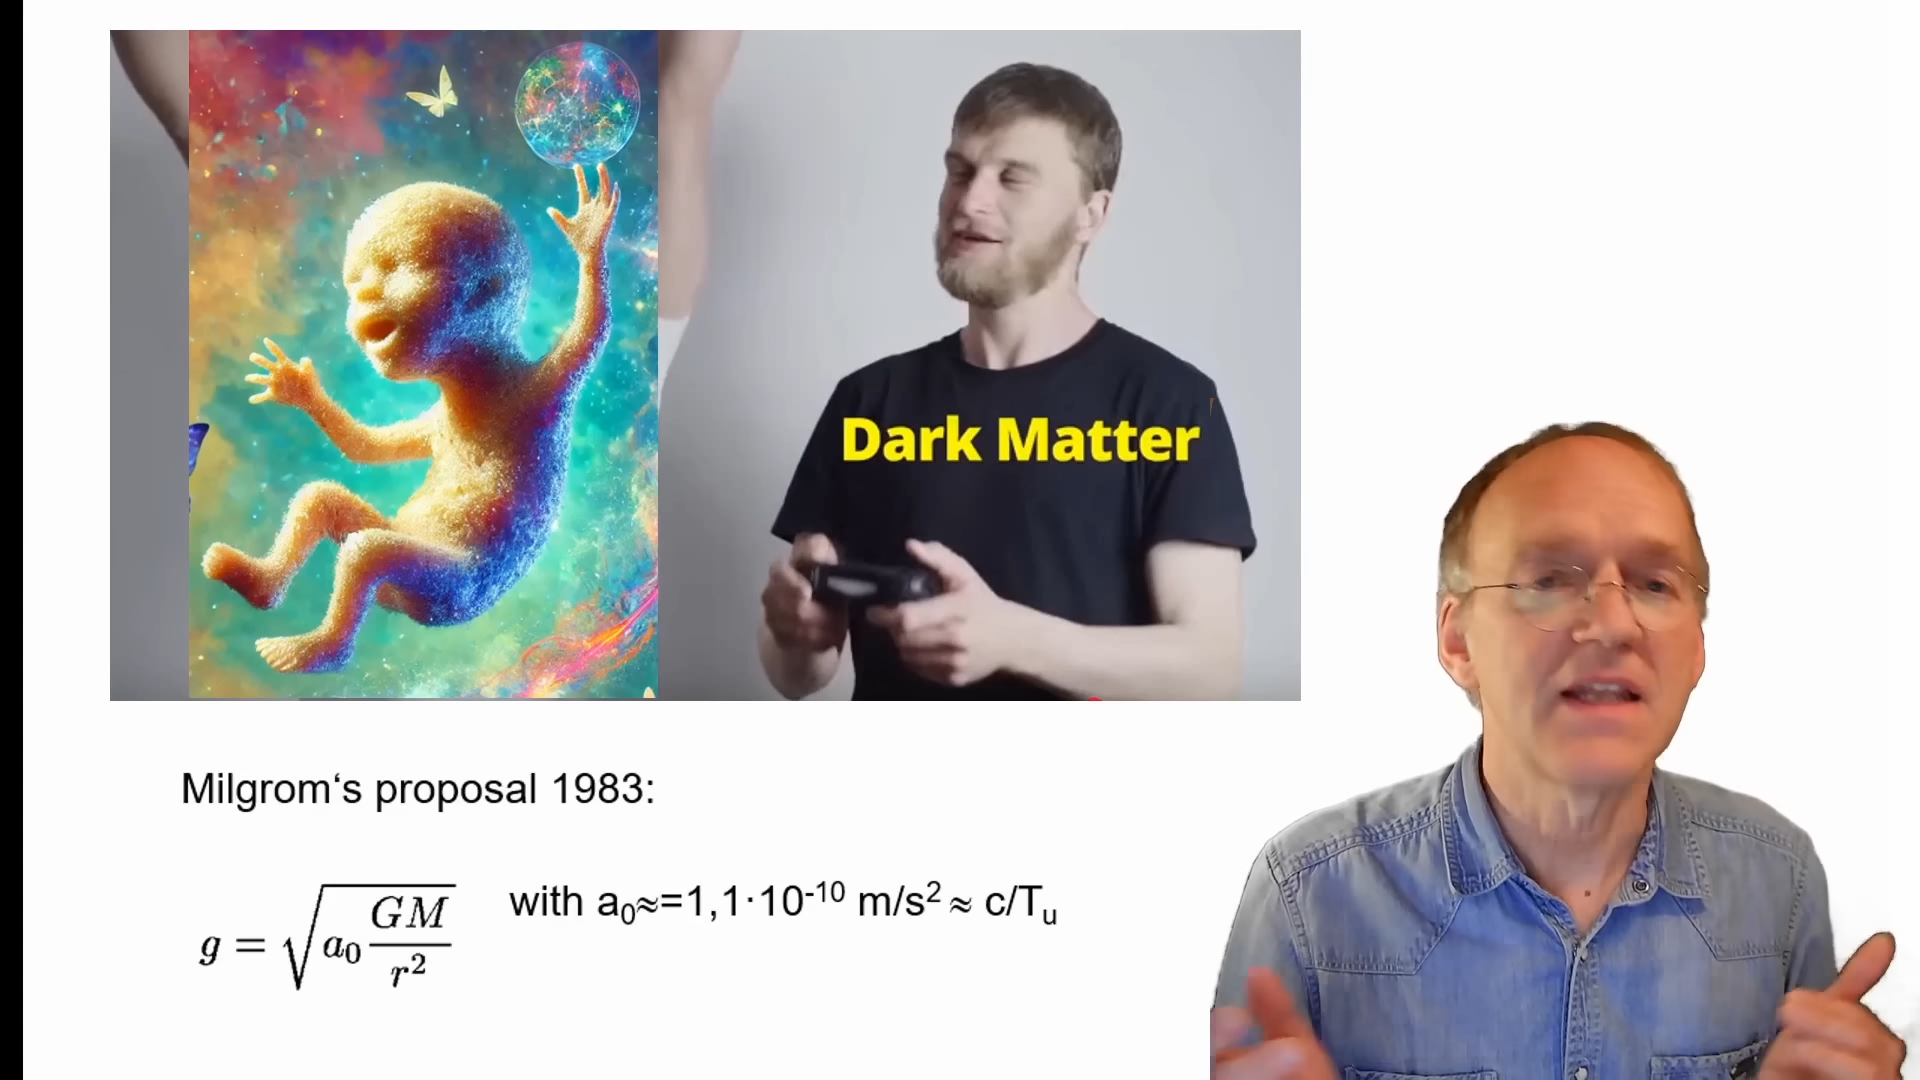 Dark Matter
Milgrom‘s proposal 1983:
g = √(a₀ GM/r²)
with a₀≈=1,1·10⁻¹⁰ m/s² ≈ c/Tᵤ